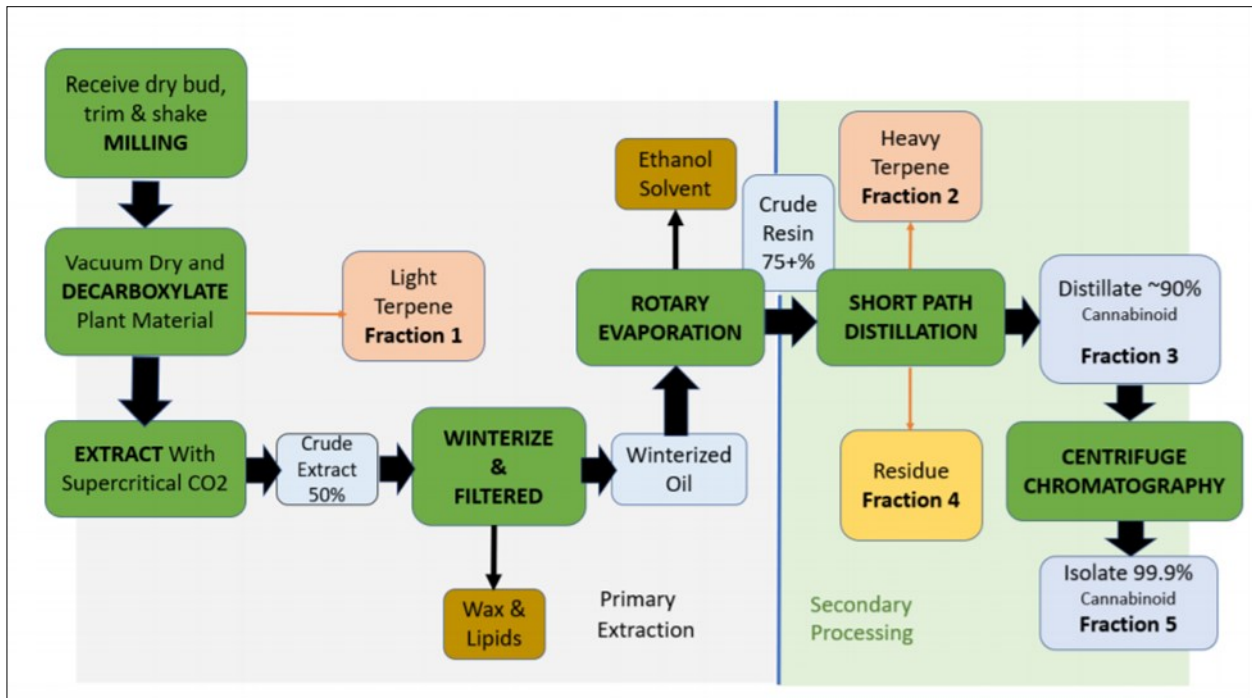 Receive dry bud,
trim & shake
MILLING
Vacuum Dry and
DECARBOXYLATE
Plant Material
Light
Terpene
Fraction 1
EXTRACT With
Supercritical CO2
Crude
Extract
50%
WINTERIZE
&
FILTERED
Wax &
Lipids
Winterized
Oil
ROTARY
EVAPORATION
Ethanol
Solvent
Crude
Resin
75+%
Primary
Extraction
SHORT PATH
DISTILLATION
Heavy
Terpene
Fraction 2
Residue
Fraction 4
Distillate ~90%
Cannabinoid
Fraction 3
CENTRIFUGE
CHROMATOGRAPHY
Isolate 99.9%
Cannabinoid
Fraction 5
Secondary
Processing